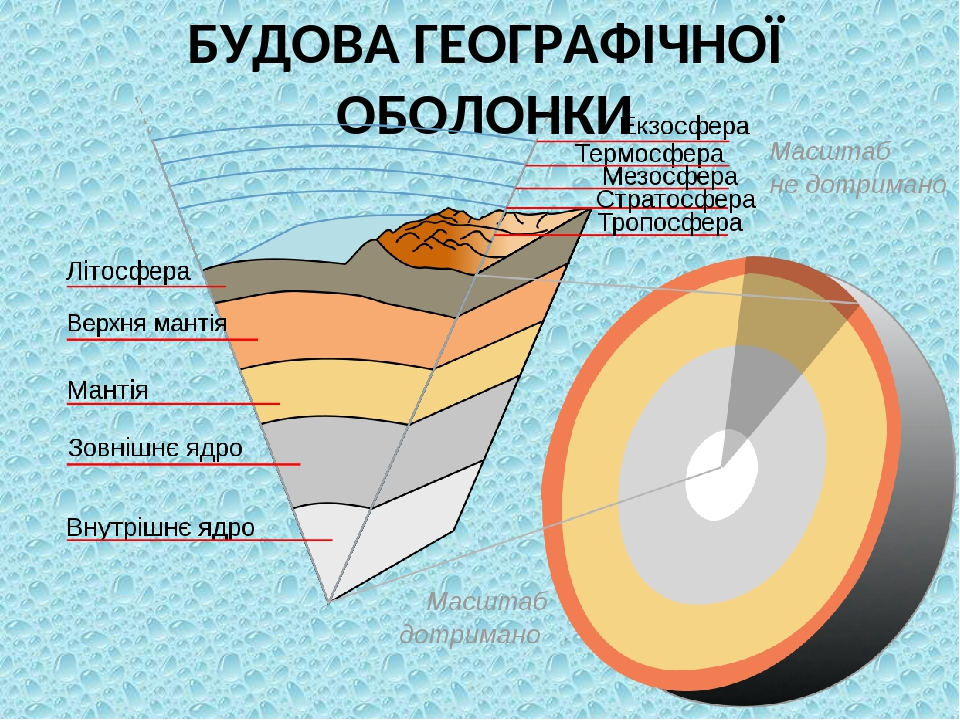 БУДОВА ГЕОГРАФІЧНОЇ
ОБОЛОНКИ
Екзосфера
Термосфера
Мезосфера
Стратосфера
Тропосфера
Масштаб
не дотримано
Літосфера
Верхня мантія
Мантія
Зовнішнє ядро
Внутрішнє ядро
Масштаб
дотримано